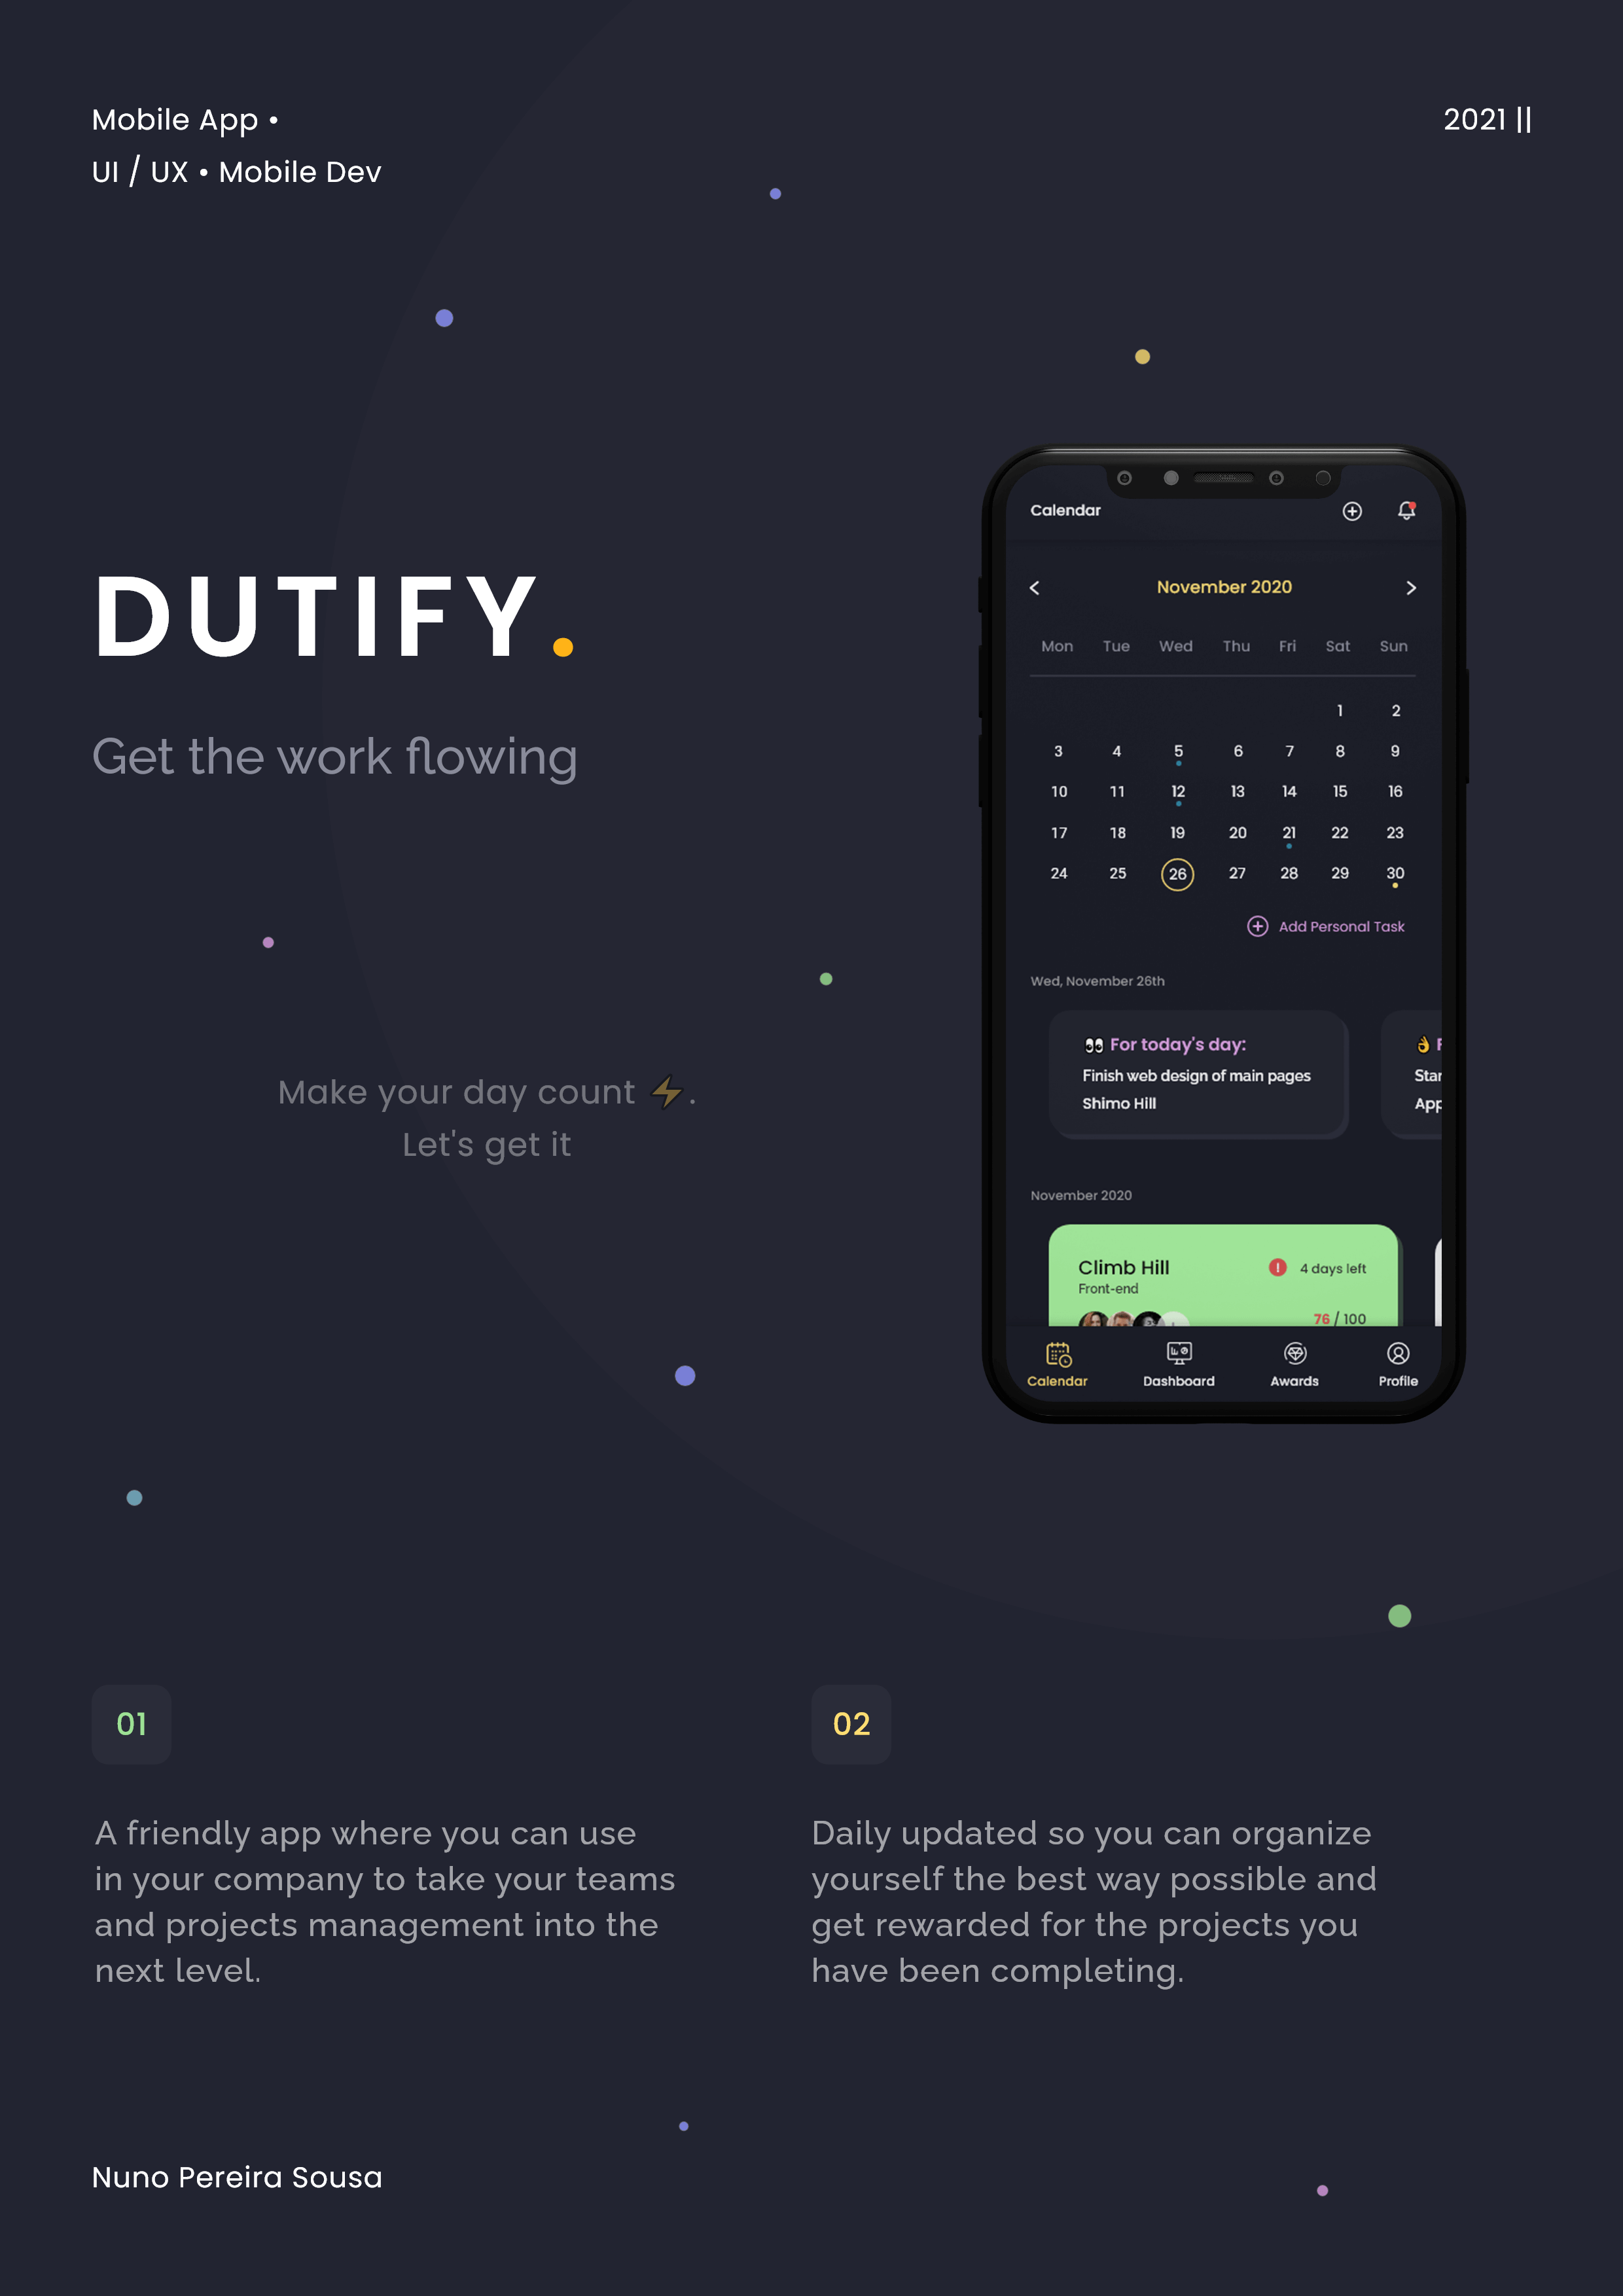 Mobile App •
2021 ||
UI / UX • Mobile Dev
DUTIFY.
Get the work flowing
Make your day count ⚡.
Let's get it
Calendar
November 2020
Mon Tue Wed Thu Fri Sat Sun
1 2
3 4 5 6 7 8 9
10 11 12 13 14 15 16
17 18 19 20 21 22 23
24 25 26 27 28 29 30
Add Personal Task
Wed, November 26th
👀 For today's day:
Finish web design of main pages
Shimo Hill
November 2020
Climb Hill
4 days left
Front-end
76 / 100
Calendar Dashboard Awards Profile
01
A friendly app where you can use
in your company to take your teams
and projects management into the
next level.
02
Daily updated so you can organize
yourself the best way possible and
get rewarded for the projects you
have been completing.
Nuno Pereira Sousa